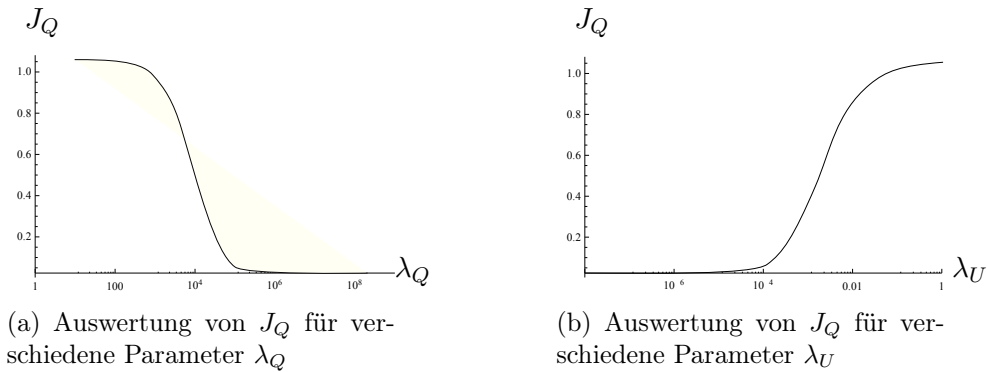 J_Q
1.0
0.8
0.6
0.4
0.2
1 100 10^4 10^6 10^8
λ_Q
(a) Auswertung von J_Q für ver-
schiedene Parameter λ_Q
J_Q
1.0
0.8
0.6
0.4
0.2
10^6 10^4 0.01 1
λ_U
(b) Auswertung von J_Q für ver-
schiedene Parameter λ_U